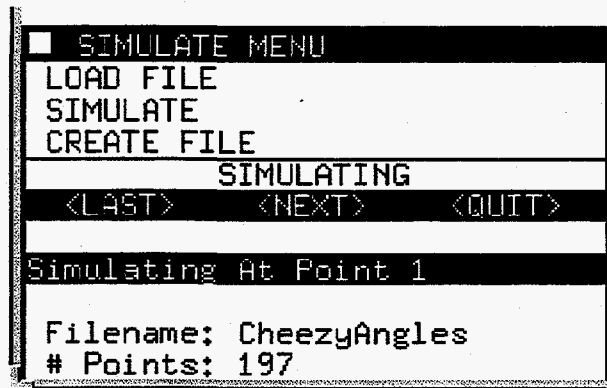 SIMULATE MENU
LOAD FILE
SIMULATE
CREATE FILE
SIMULATING
<LAST> <NEXT> <QUIT>
Simulating At Point 1
Filename: CheezyAngles
# Points: 197